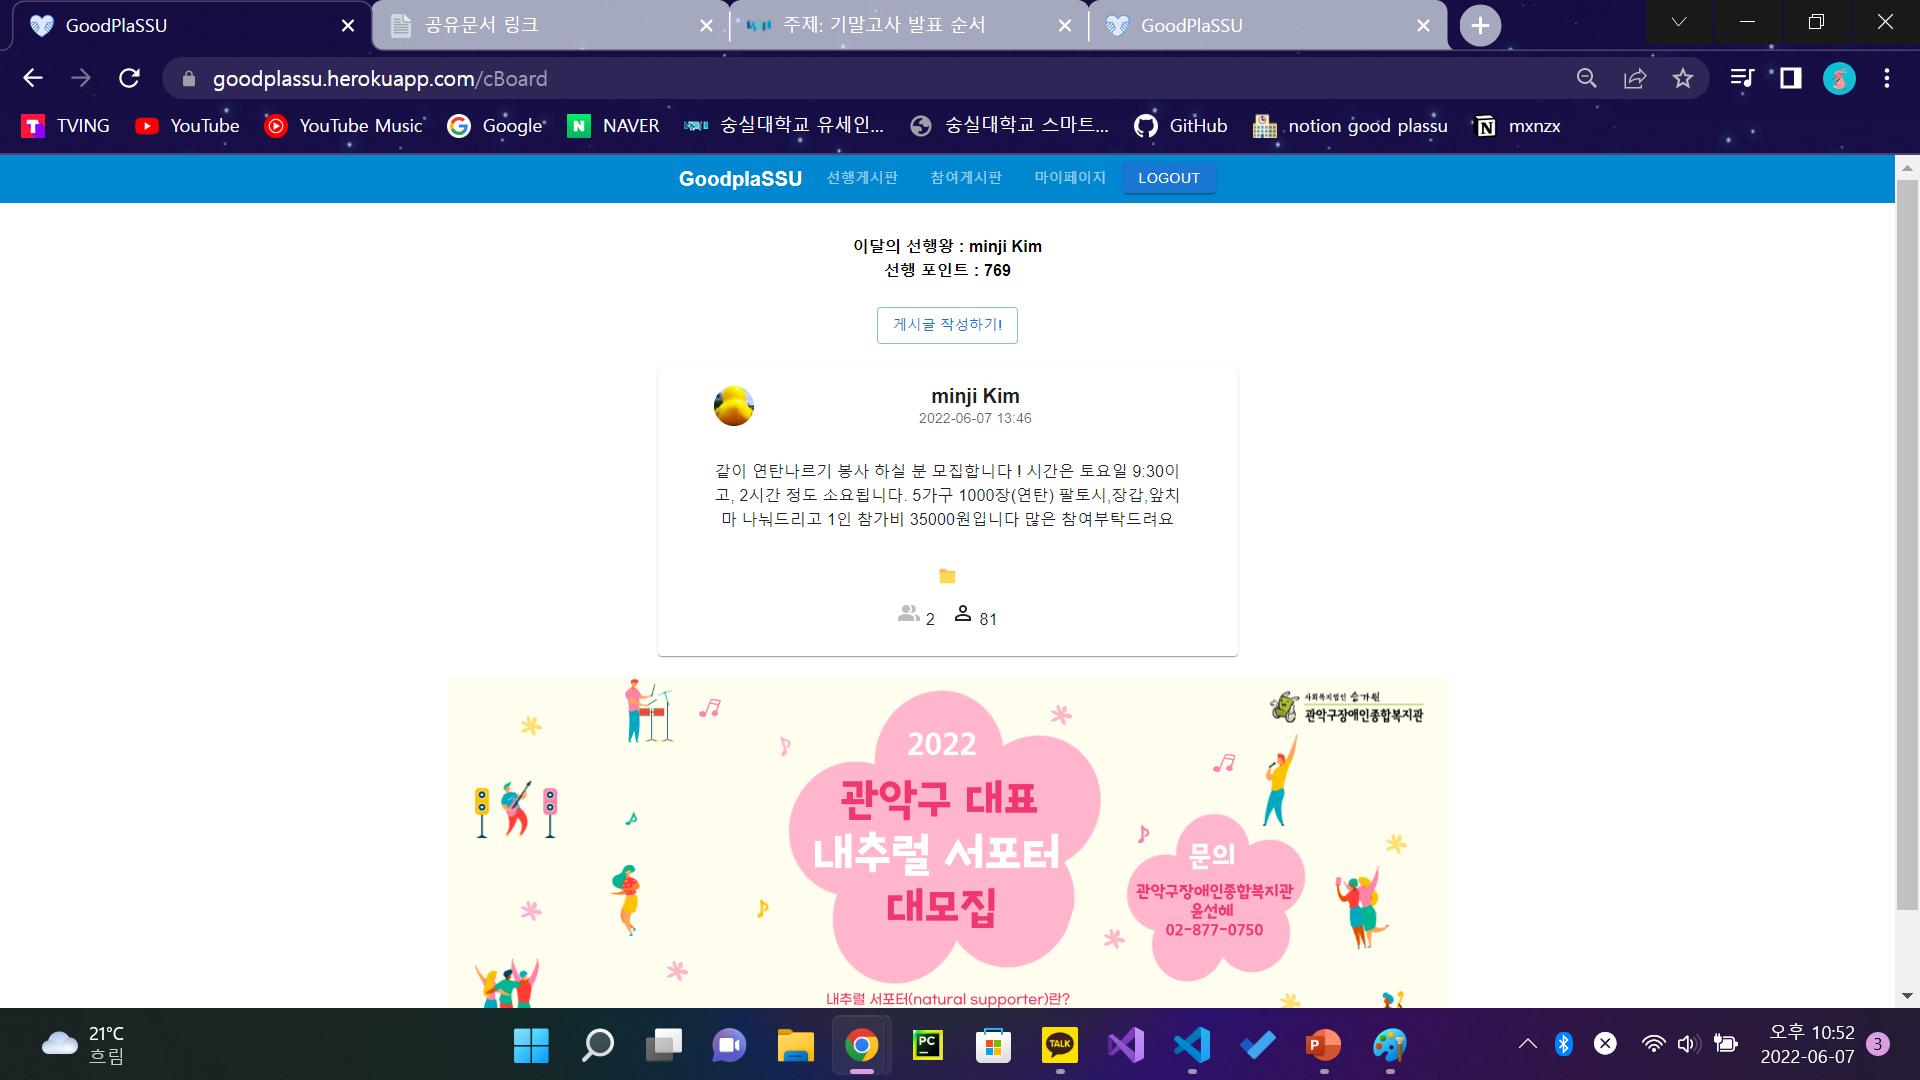 GoodPlaSSU
공유문서 링크
주제: 기말고사 발표 순서
GoodPlaSSU
goodplassu.herokuapp.com/cBoard
TVING
YouTube
YouTube Music
Google
NAVER
숭실대학교 유세인...
숭실대학교 스마트...
GitHub
notion good plassu
mxnzx
GoodplaSSU
선행게시판
참여게시판
마이페이지
LOGOUT
이달의 선행왕 : minji Kim
선행 포인트 : 769
게시글 작성하기!
minji Kim
2022-06-07 13:46
같이 연탄나르기 봉사 하실 분 모집합니다 ! 시간은 토요일 9:30이
고, 2시간 정도 소요됩니다. 5가구 1000장(연탄) 팔토시,장갑,앞치
마 나눠드리고 1인 참가비 35000원입니다 많은 참여부탁드려요
2
81
사회복지법인 숭가원
관악구장애인종합복지관
2022
관악구 대표
내추럴 서포터
대모집
문의
관악구장애인종합복지관
윤선혜
02-877-0750
내추럴 서포터(natural supporter)란?
21°C
흐림
PC
TALK
오후 10:52
2022-06-07
3